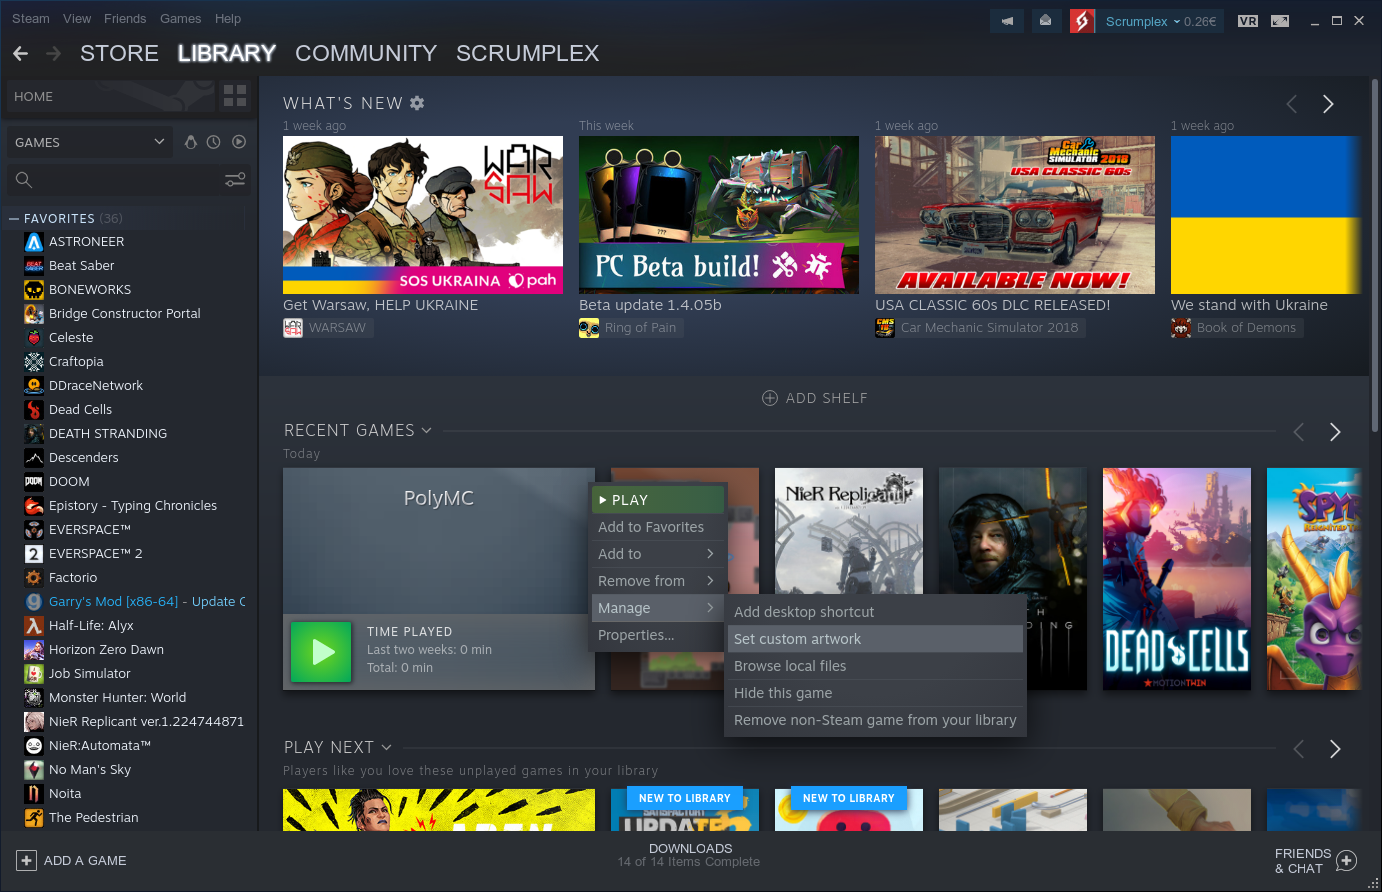 Steam View Friends Games Help
Scrumplex 0.26€ VR
STORE LIBRARY COMMUNITY SCRUMPLEX
HOME
GAMES
FAVORITES (36)
ASTRONEER
Beat Saber
BONEWORKS
Bridge Constructor Portal
Celeste
Craftopia
DDraceNetwork
Dead Cells
DEATH STRANDING
Descenders
DOOM
Epistory - Typing Chronicles
EVERSPACE™
EVERSPACE™ 2
Factorio
Garry's Mod [x86-64] - Update
Half-Life: Alyx
Horizon Zero Dawn
Job Simulator
Monster Hunter: World
NieR Replicant ver.1.224744871
NieR:Automata™
No Man's Sky
Noita
The Pedestrian
WHAT'S NEW
1 week ago
WARSAW
SOS UKRAINA pah
Get Warsaw, HELP UKRAINE
WARSAW
This week
???
PC Beta build!
Beta update 1.4.05b
Ring of Pain
1 week ago
Car Mechanic Simulator 2018
USA CLASSIC 60s
AVAILABLE NOW!
USA CLASSIC 60s DLC RELEASED!
Car Mechanic Simulator 2018
1 week ago
We stand with Ukraine
Book of Demons
ADD SHELF
RECENT GAMES
Today
PolyMC
TIME PLAYED
Last two weeks: 0 min
Total: 0 min
PLAY
Add to Favorites
Add to
Remove from
Manage
Properties...
Add desktop shortcut
Set custom artwork
Browse local files
Hide this game
Remove non-Steam game from your library
NieR Replicant
DEAD CELLS
MOTIONTWIN
SPYRO
PLAY NEXT
Players like you love these unplayed games in your library
NEW TO LIBRARY
SATISFACTORY
UPDATE
NEW TO LIBRARY
ADD A GAME
DOWNLOADS
14 of 14 Items Complete
FRIENDS
& CHAT